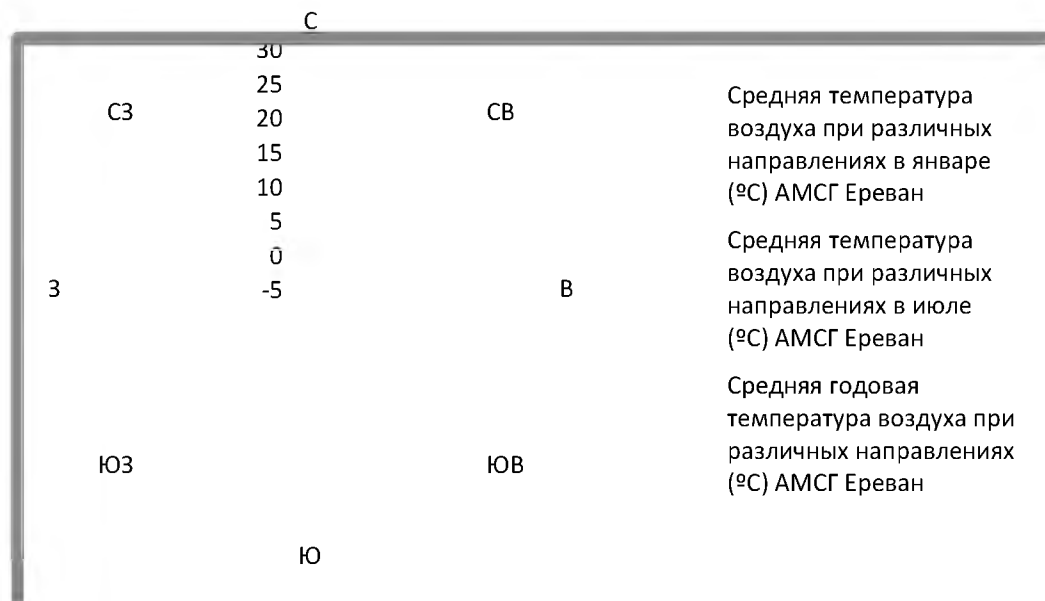 С
30
25
СЗ
СВ
20
15
10
5
0
З
-5
В
ЮЗ
ЮВ
Ю
Средняя температура
воздуха при различных
направлениях в январе
(ºС) АМСГ Ереван
Средняя температура
воздуха при различных
направлениях в июле
(ºС) АМСГ Ереван
Средняя годовая
температура воздуха при
различных направлениях
(ºС) АМСГ Ереван